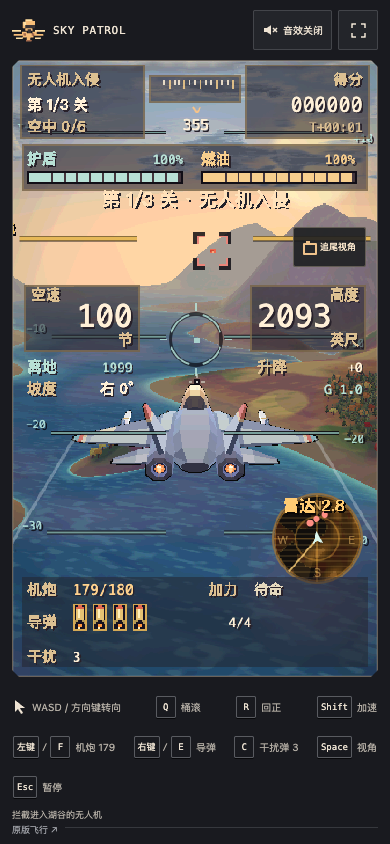 SKY PATROL
音效关闭
无人机入侵
得分
第 1/3 关
000000
空中 0/6
355
T+00:01
护盾 100%
燃油 100%
第 1/3 关 · 无人机入侵
追尾视角
空速
高度
100
2093
节
英尺
-10
离地 1999
升降 +0
坡度 右 0°
G 1.0
-20
-20
雷达 2.8
-30
W
E
S
机炮 179/180
加力 待命
导弹
4/4
干扰 3
WASD / 方向键转向
Q 桶滚
R 回正
Shift 加速
左键 / F 机炮 179
右键 / E 导弹
C 干扰弹 3
Space 视角
Esc 暂停
拦截进入湖谷的无人机
原版飞行 ↗